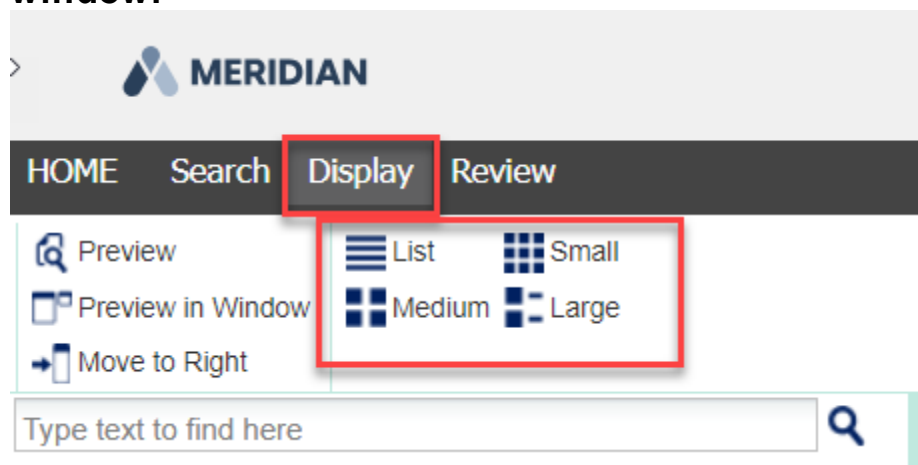 MERIDIAN
HOME Search Display Review
Preview List Small
Preview in Window Medium Large
Move to Right
Type text to find here